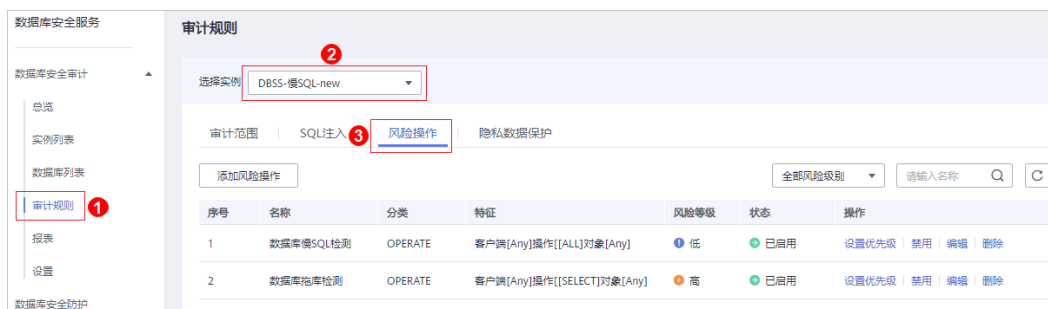 数据库安全服务
数据库安全审计
总览
实例列表
数据库列表
审计规则
1
报表
设置
数据库安全防护
审计规则
2
选择实例 DBSS-慢SQL-new
审计范围 SQL注入 3 风险操作 隐私数据保护
添加风险操作 全部风险级别 请输入名称
序号 名称 分类 特征 风险等级 状态 操作
1 数据库慢SQL检测 OPERATE 客户端[Any]操作[[ALL]对象[Any] 低 已启用 设置优先级 禁用 编辑 删除
2 数据库拖库检测 OPERATE 客户端[Any]操作[[SELECT]对象[Any] 高 已启用 设置优先级 禁用 编辑 删除